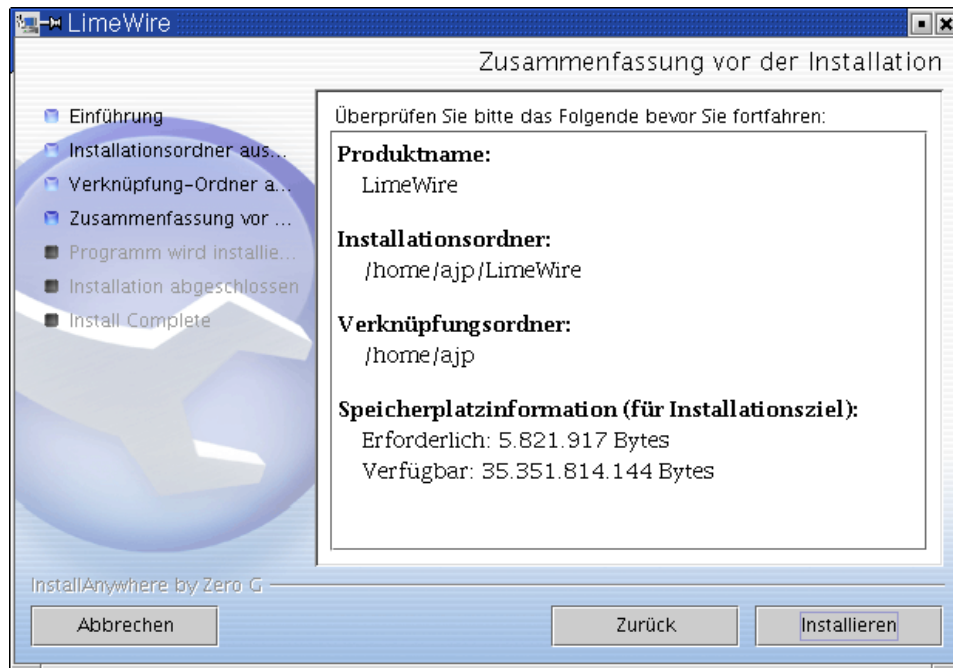 LimeWire
Zusammenfassung vor der Installation
Einführung
Installationsordner aus...
Verknüpfung-Ordner a...
Zusammenfassung vor ...
Programm wird installie...
Installation abgeschlossen
Install Complete
Überprüfen Sie bitte das Folgende bevor Sie fortfahren:
Produktname:
LimeWire
Installationsordner:
/home/ajp/LimeWire
Verknüpfungsordner:
/home/ajp
Speicherplatzinformation (für Installationsziel):
Erforderlich: 5.821.917 Bytes
Verfügbar: 35.351.814.144 Bytes
InstallAnywhere by Zero G
Abbrechen
Zurück
Installieren